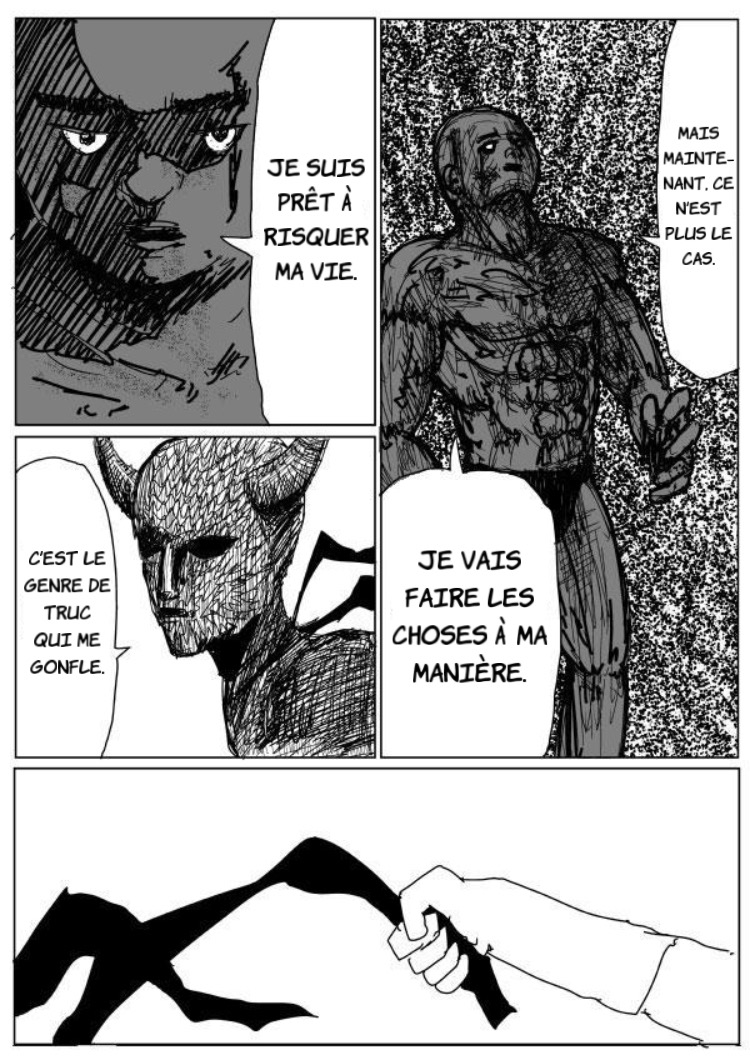 MAIS
MAINTE-
NANT, CE
N'EST
PLUS LE
CAS.
JE VAIS
FAIRE LES
CHOSES À MA
MANIÈRE.
JE SUIS
PRÊT À
RISQUER
MA VIE.
C'EST LE
GENRE DE
TRUC
QUI ME
GONFLE.